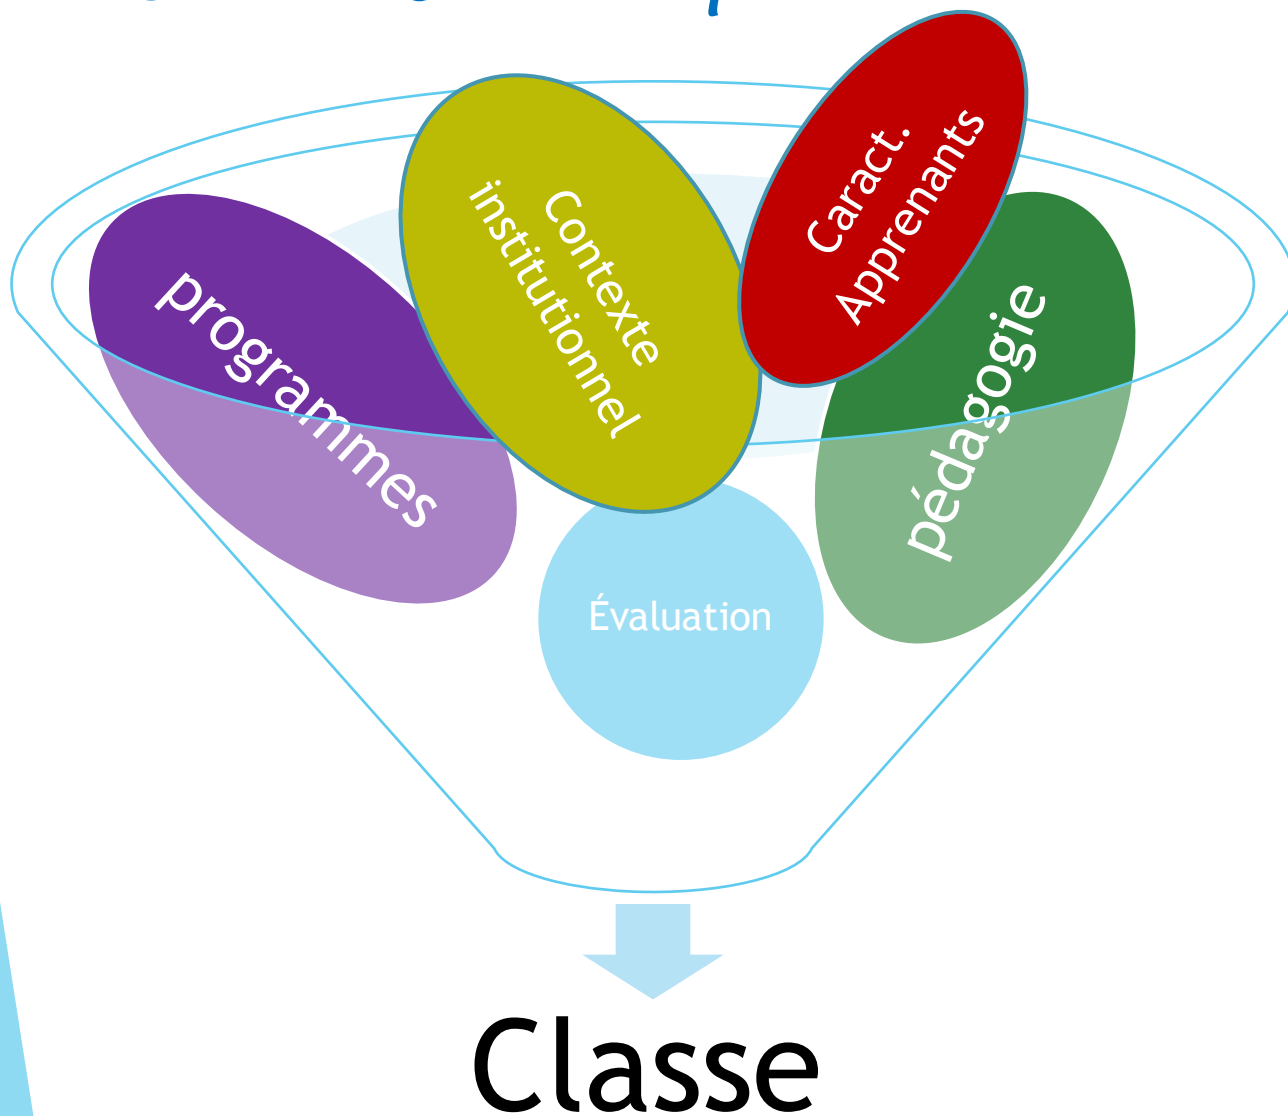 Caract.
Apprenants
Contexte
institutionnel
programmes
pédagogie
Évaluation
Classe